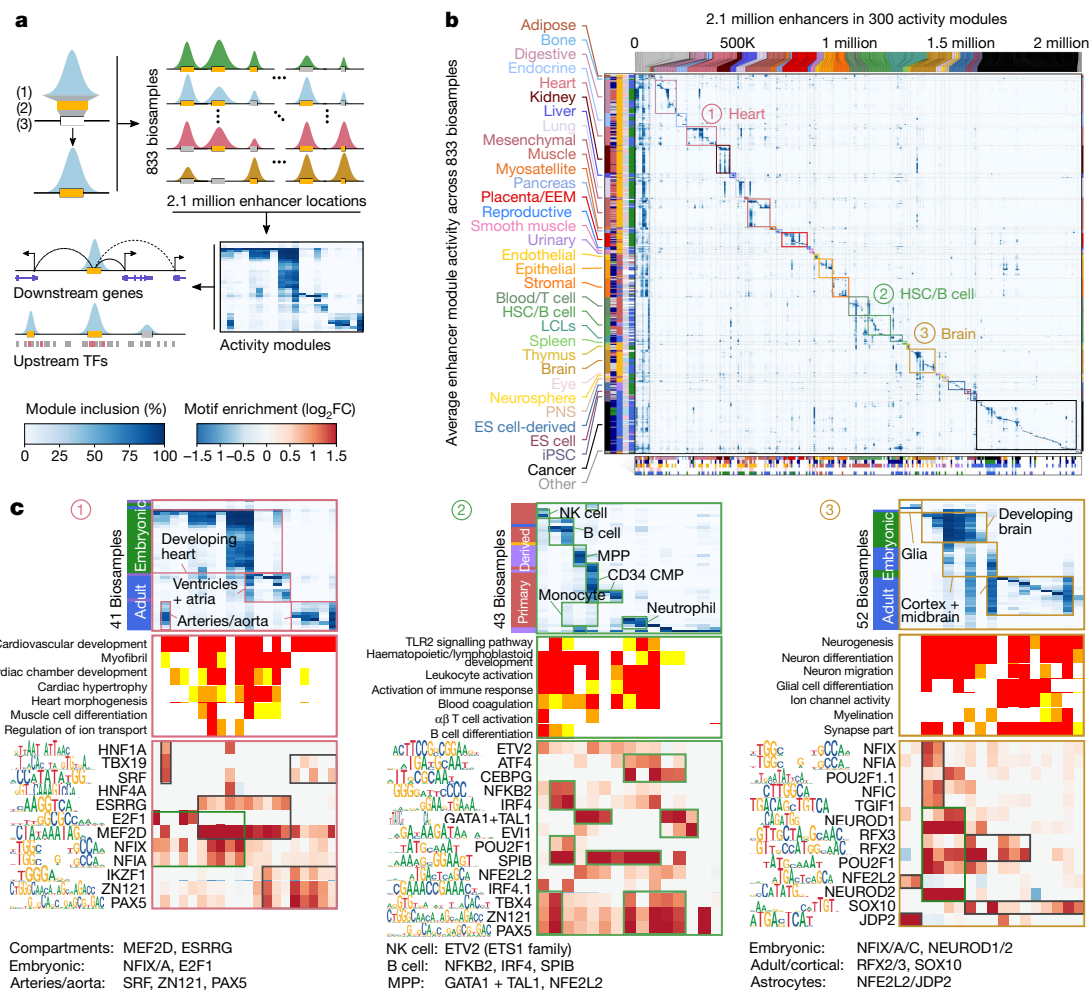 a
(1)
(2)
(3)
833 biosamples
2.1 million enhancer locations
Downstream genes
Upstream TFs
Activity modules
Module inclusion (%)
0 25 50 75 100
Motif enrichment (log2FC)
−1.5 −1.0 −0.5 0 0.5 1.0 1.5
b
2.1 million enhancers in 300 activity modules
0 500K 1 million 1.5 million 2 million
Average enhancer module activity across 833 biosamples
Adipose
Bone
Digestive
Endocrine
Heart
Kidney
Liver
Lung
Mesenchymal
Muscle
Myosatellite
Pancreas
Placenta/EEM
Reproductive
Smooth muscle
Urinary
Endothelial
Epithelial
Stromal
Blood/T cell
HSC/B cell
LCLs
Spleen
Thymus
Brain
Eye
Neurosphere
PNS
ES cell-derived
ES cell
iPSC
Cancer
Other
1 Heart
2 HSC/B cell
3 Brain
c
1
41 Biosamples
Embryonic
Adult
Developing
heart
Ventricles
+ atria
Arteries/aorta
Cardiovascular development
Myofibril
rdiac chamber development
Cardiac hypertrophy
Heart morphogenesis
Muscle cell differentiation
Regulation of ion transport
HNF1A
TBX19
SRF
HNF4A
ESRRG
E2F1
MEF2D
NFIX
NFIA
IKZF1
ZN121
PAX5
Compartments: MEF2D, ESRRG
Embryonic: NFIX/A, E2F1
Arteries/aorta: SRF, ZN121, PAX5
2
43 Biosamples
Derived
Primary
NK cell
B cell
MPP
CD34 CMP
Monocyte
Neutrophil
TLR2 signalling pathway
Haematopoietic/lymphoblastoid
development
Leukocyte activation
Activation of immune response
Blood coagulation
αβ T cell activation
B cell differentiation
ETV2
ATF4
CEBPG
NFKB2
IRF4
GATA1+TAL1
EVI1
POU2F1
SPIB
NFE2L2
IRF4.1
TBX4
ZN121
PAX5
NK cell: ETV2 (ETS1 family)
B cell: NFKB2, IRF4, SPIB
MPP: GATA1 + TAL1, NFE2L2
3
52 Biosamples
Embryonic
Adult
Developing
brain
Glia
Cortex +
midbrain
Neurogenesis
Neuron differentiation
Neuron migration
Glial cell differentiation
Ion channel activity
Myelination
Synapse part
NFIX
NFIA
POU2F1.1
NFIC
TGIF1
NEUROD1
RFX3
RFX2
POU2F1
NFE2L2
NEUROD2
SOX10
JDP2
Embryonic: NFIX/A/C, NEUROD1/2
Adult/cortical: RFX2/3, SOX10
Astrocytes: NFE2L2/JDP2